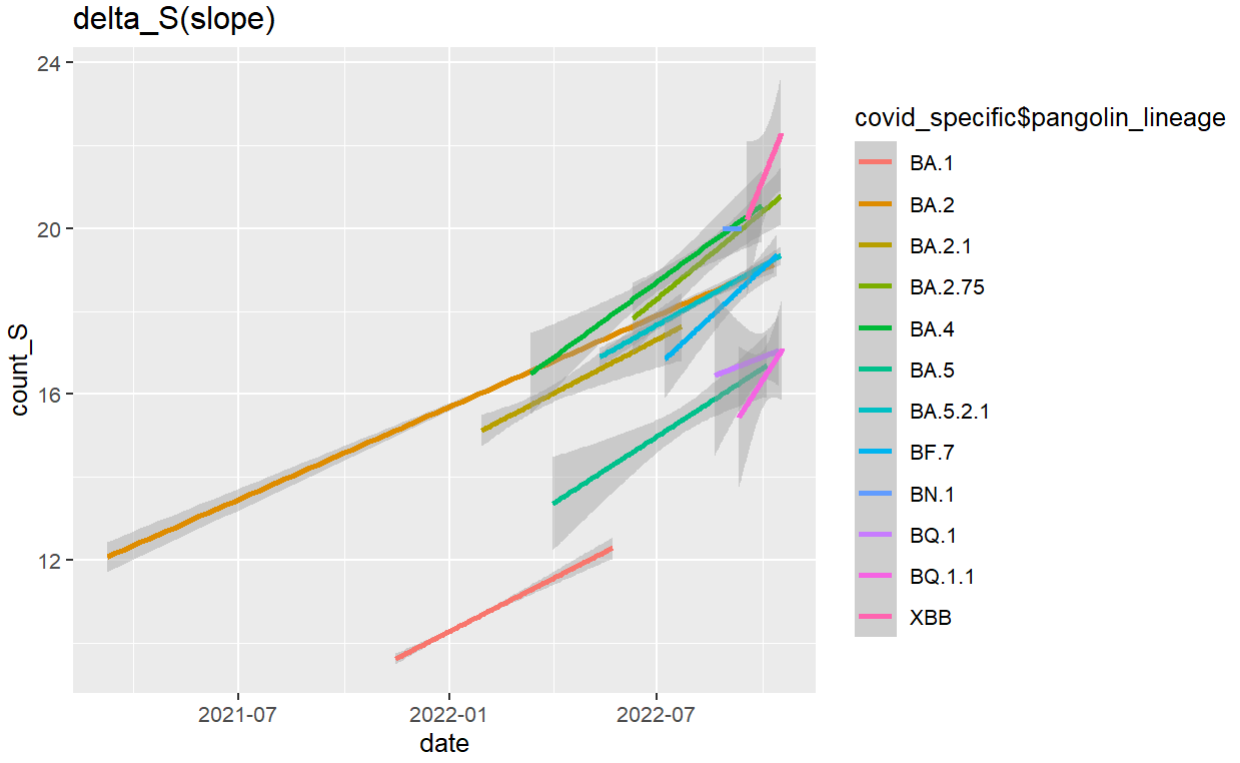 delta_S(slope)
24
20
16
12
count_S
2021-07
2022-01
2022-07
date
covid_specific$pangolin_lineage
BA.1
BA.2
BA.2.1
BA.2.75
BA.4
BA.5
BA.5.2.1
BF.7
BN.1
BQ.1
BQ.1.1
XBB